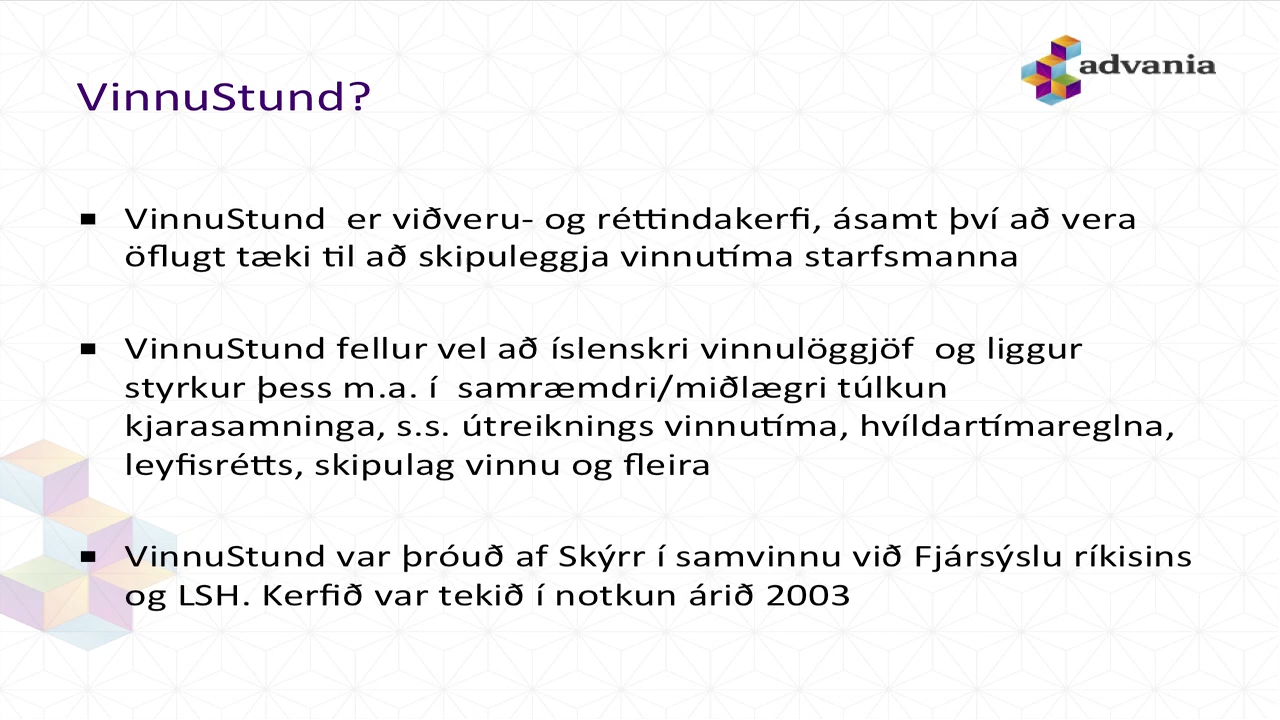 advania
VinnuStund?
▪ VinnuStund er viðveru- og réttindakerfi, ásamt því að vera
öflugt tæki til að skipuleggja vinnutíma starfsmanna
▪ VinnuStund fellur vel að íslenskri vinnulöggjöf og liggur
styrkur þess m.a. í samræmdri/miðlægri túlkun
kjarasamninga, s.s. útreiknings vinnutíma, hvíldartímareglna,
leyfisrétts, skipulag vinnu og fleira
▪ VinnuStund var þróuð af Skýrr í samvinnu við Fjársýslu ríkisins
og LSH. Kerfið var tekið í notkun árið 2003